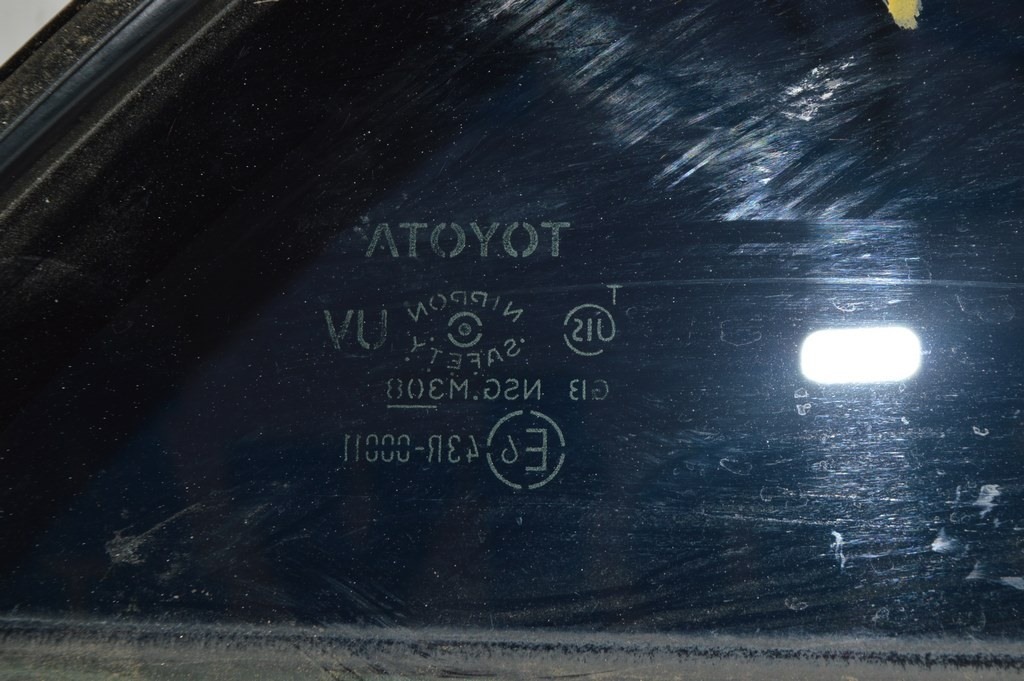 TOYOTA
T
JIS NIPPON UV
SAFETY
NSG.M308
E6 43R-00011